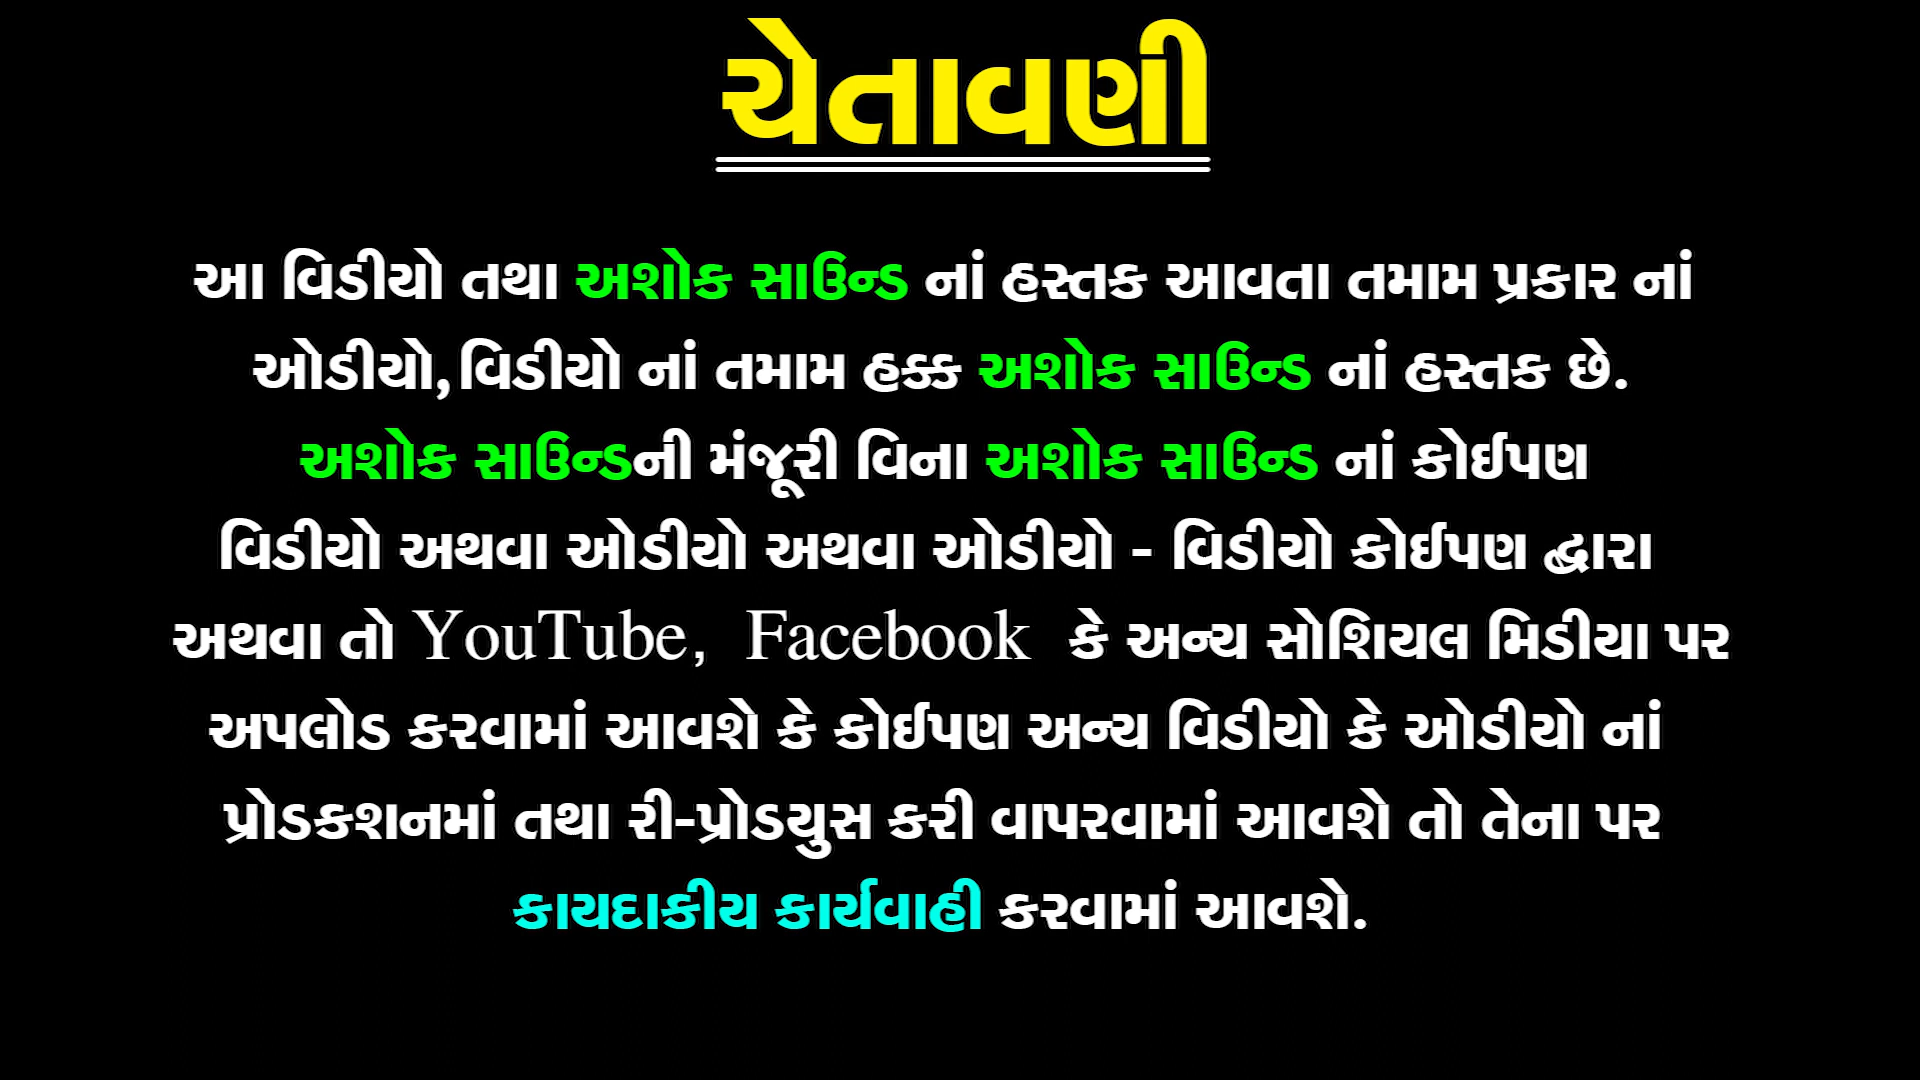 ચેતાવણી
આ વિડીયો તથા અશોક સાઉન્ડ નાં હસ્તક આવતા તમામ પ્રકાર નાં
ઓડીયો,વિડીયો નાં તમામ હક્ક અશોક સાઉન્ડ નાં હસ્તક છે.
અશોક સાઉન્ડની મંજૂરી વિના અશોક સાઉન્ડ નાં કોઈપણ
વિડીયો અથવા ઓડીયો અથવા ઓડીયો - વિડીયો કોઈપણ દ્વારા
અથવા તો YouTube, Facebook કે અન્ય સોશિયલ મિડીયા પર
અપલોડ કરવામાં આવશે કે કોઈપણ અન્ય વિડીયો કે ઓડીયો નાં
પ્રોડકશનમાં તથા રી-પ્રોડયુસ કરી વાપરવામાં આવશે તો તેના પર
કાયદાકીય કાર્યવાહી કરવામાં આવશે.